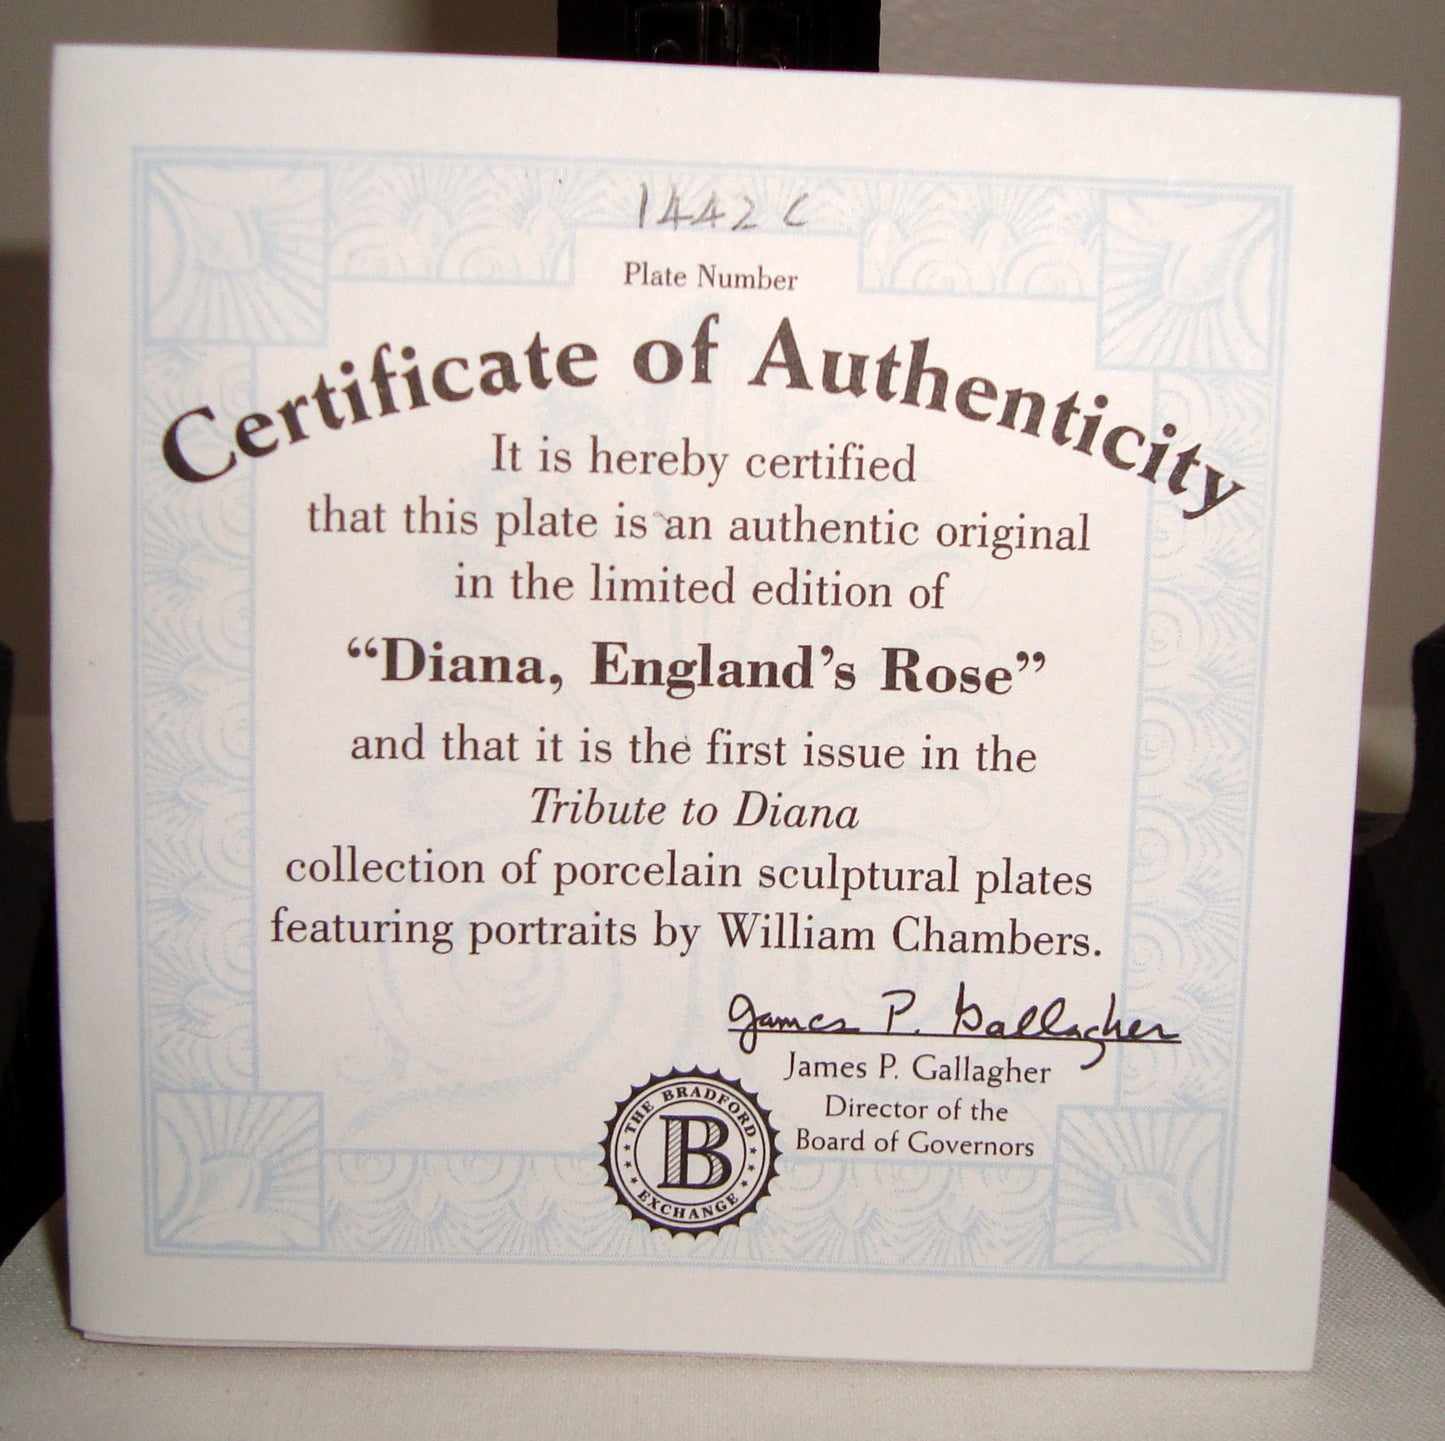 1442 C
Plate Number
Certificate of Authenticity
It is hereby certified
that this plate is an authentic original
in the limited edition of
“Diana, England’s Rose”
and that it is the first issue in the
Tribute to Diana
collection of porcelain sculptural plates
featuring portraits by William Chambers.
James P. Gallagher
James P. Gallagher
Director of the
Board of Governors
THE BRADFORD
B
EXCHANGE